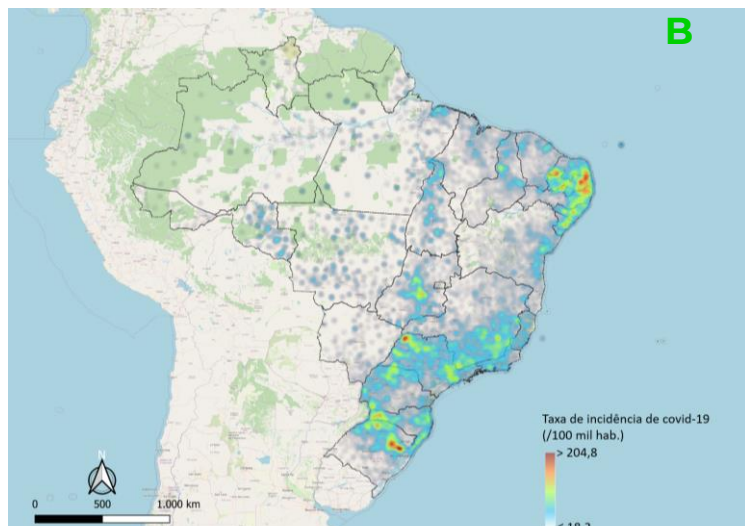 B
Taxa de incidência de covid-19
(/100 mil hab.)
> 204,8
N
0 500 1.000 km